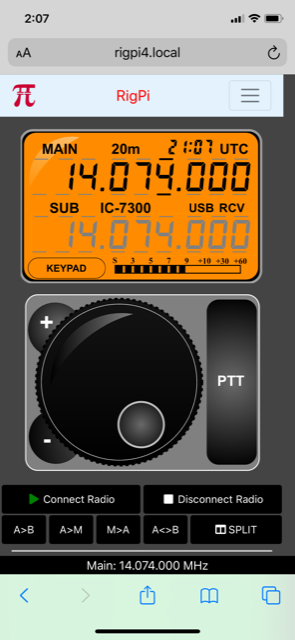 2:07
AA rigpi4.local
RigPi
MAIN 20m 21:07 UTC
14.074.000
SUB IC-7300 USB RCV
14.074.000
KEYPAD S 3 5 7 9 +10 +30 +60
+
PTT
-
Connect Radio Disconnect Radio
A>B A>M M>A A<>B SPLIT
Main: 14.074.000 MHz